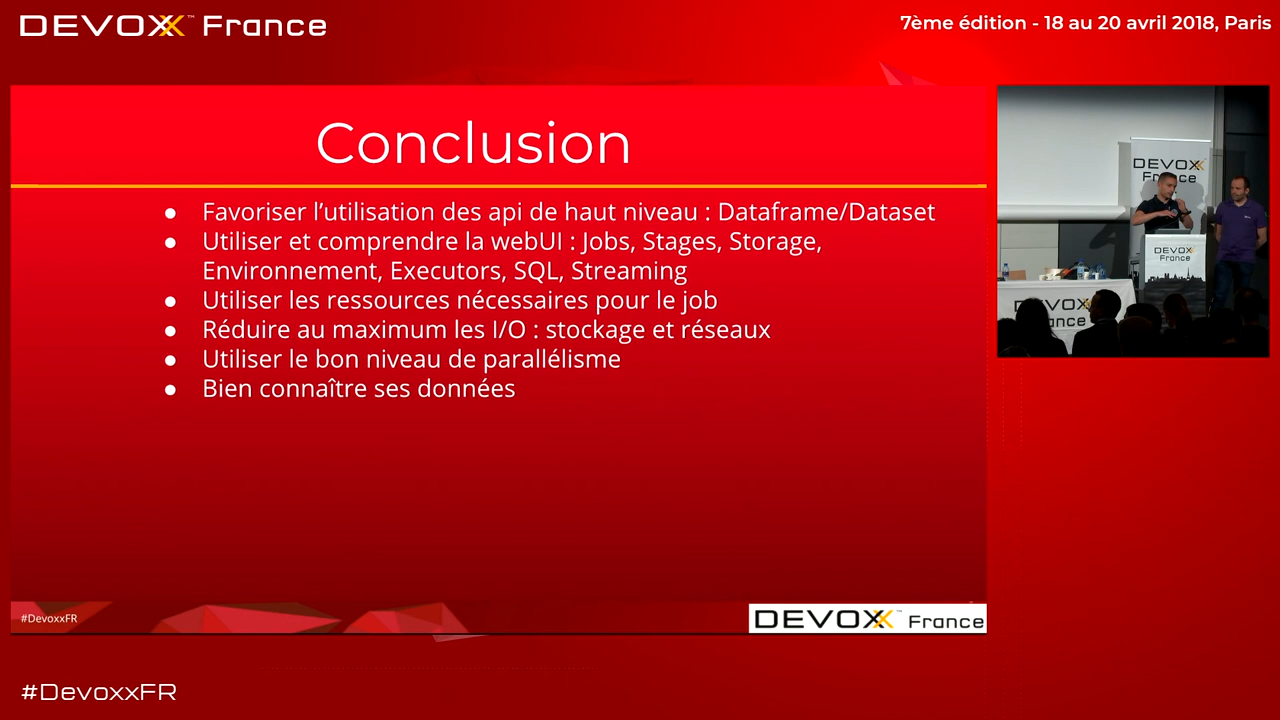 DEVOXX™ France
7ème édition - 18 au 20 avril 2018, Paris
Conclusion
● Favoriser l’utilisation des api de haut niveau : Dataframe/Dataset
● Utiliser et comprendre la webUI : Jobs, Stages, Storage,
Environnement, Executors, SQL, Streaming
● Utiliser les ressources nécessaires pour le job
● Réduire au maximum les I/O : stockage et réseaux
● Utiliser le bon niveau de parallélisme
● Bien connaître ses données
#DevoxxFR
DEVOXX™ France
DEVOXX
France
DEVOXX
France
DEVOXX
France
#DevoxxFR